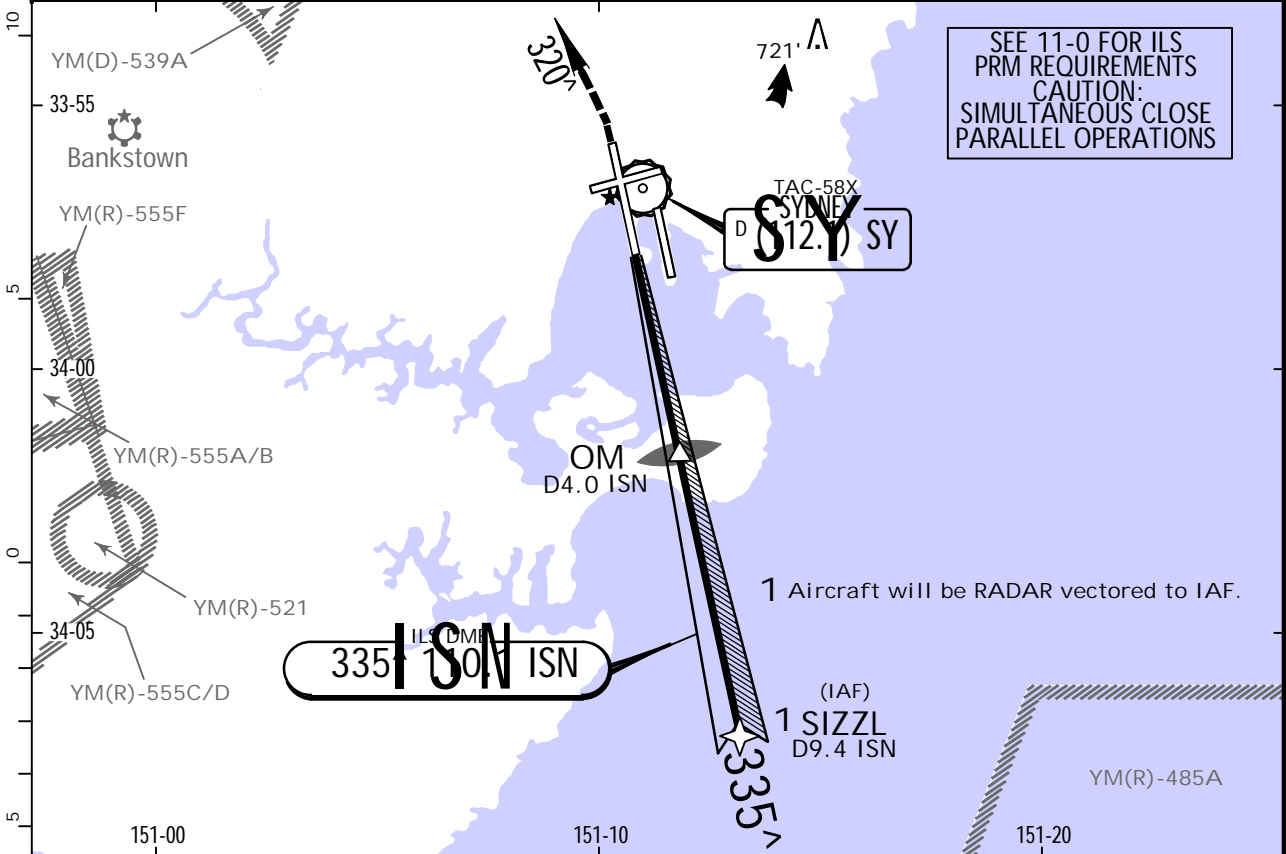 10
320^
721'
SEE 11-0 FOR ILS
PRM REQUIREMENTS
CAUTION:
SIMULTANEOUS CLOSE
PARALLEL OPERATIONS
YM(D)-539A
33-55
Bankstown
YM(R)-555F
TAC-58X
SYDNEY
D (112.1) SY
S Y
5
34-00
YM(R)-555A/B
OM
D4.0 ISN
0
1 Aircraft will be RADAR vectored to IAF.
YM(R)-521
34-05
ILS DME
335^ 110. ISN
I S N
YM(R)-555C/D
(IAF)
1 SIZZL
D9.4 ISN
335^
YM(R)-485A
5
151-00
151-10
151-20